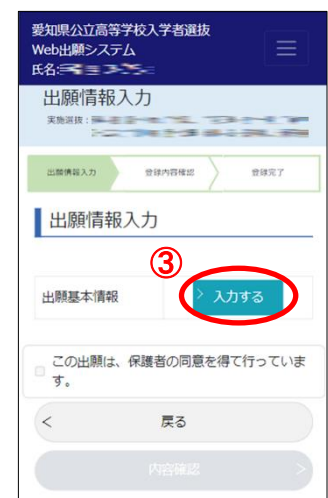 愛知県公立高等学校入学者選抜
Web出願システム
氏名:
出願情報入力
実施選抜：
出願情報入力
登録内容確認
登録完了
出願情報入力
③
出願基本情報
> 入力する
この出願は、保護者の同意を得て行っていま
す。
< 戻る
内容確認 >